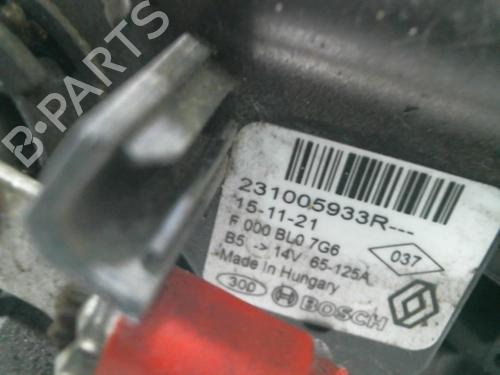 B-PARTS
231005933R---
15-11-21
F 000 BL0 7G6
037
B5 -> 14V 65-125A
-Made In Hungary
300 BOSCH